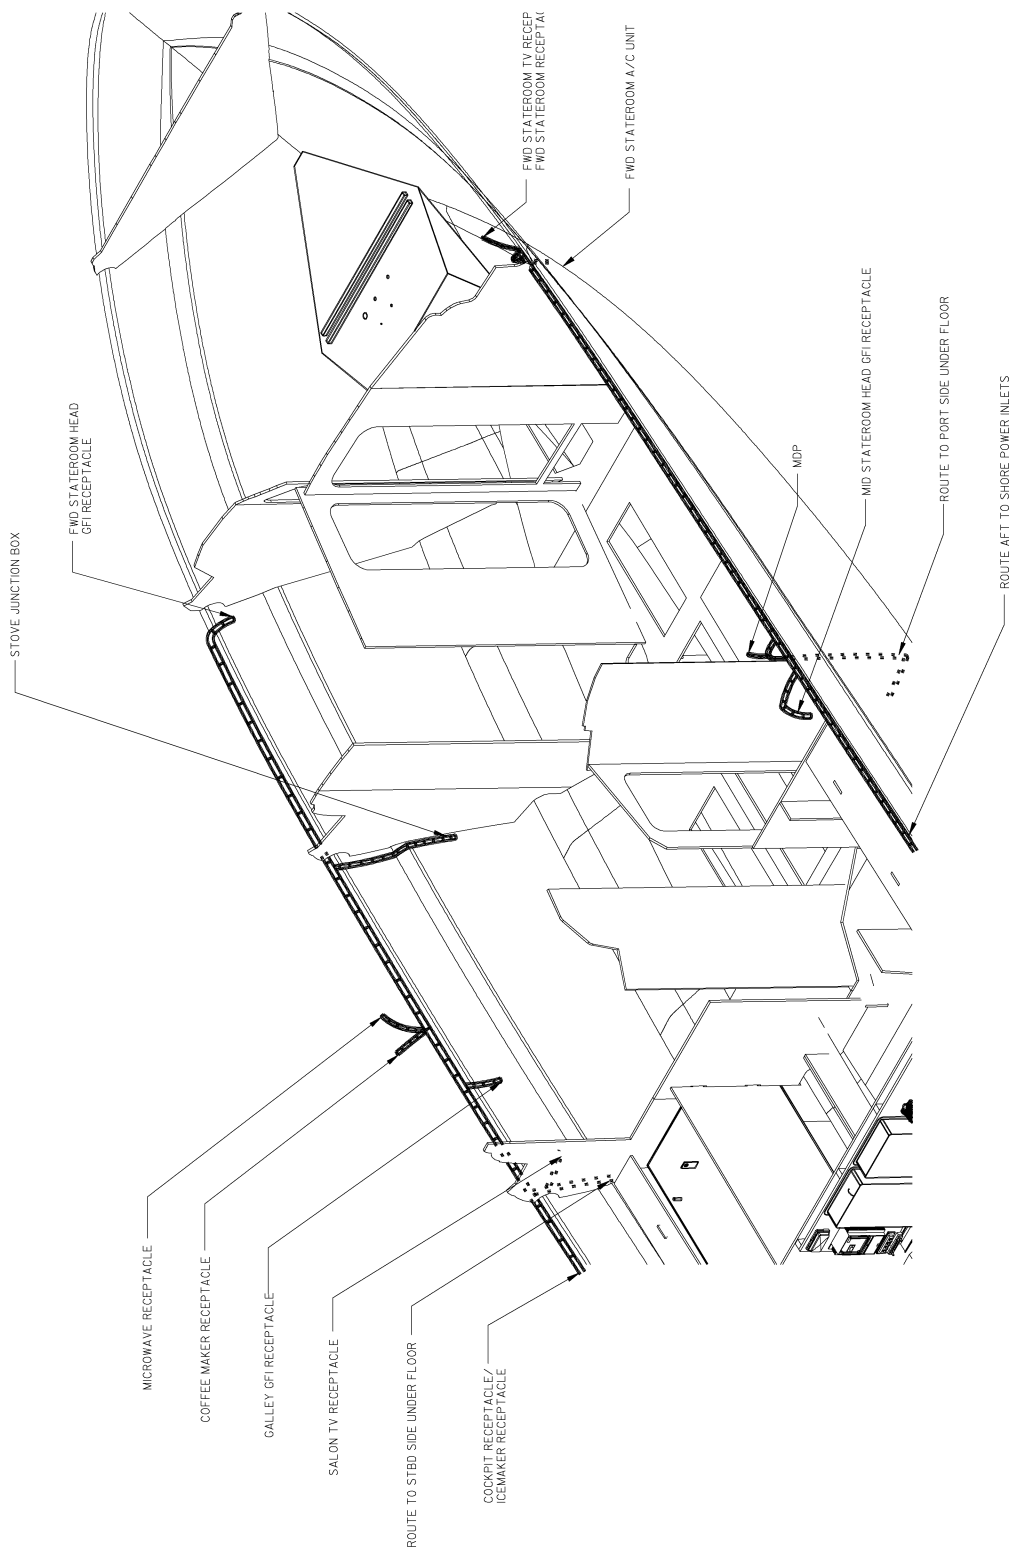 STOVE JUNCTION BOX
FWD STATEROOM HEAD
GFI RECEPTACLE
FWD STATEROOM TV RECEP
FWD STATEROOM RECEPTAC
FWD STATEROOM A/C UNIT
MDP
MID STATEROOM HEAD GFI RECEPTACLE
ROUTE TO PORT SIDE UNDER FLOOR
ROUTE AFT TO SHORE POWER INLETS
MICROWAVE RECEPTACLE
COFFEE MAKER RECEPTACLE
GALLEY GFI RECEPTACLE
SALON TV RECEPTACLE
ROUTE TO STBD SIDE UNDER FLOOR
COCKPIT RECEPTACLE/
ICEMAKER RECEPTACLE